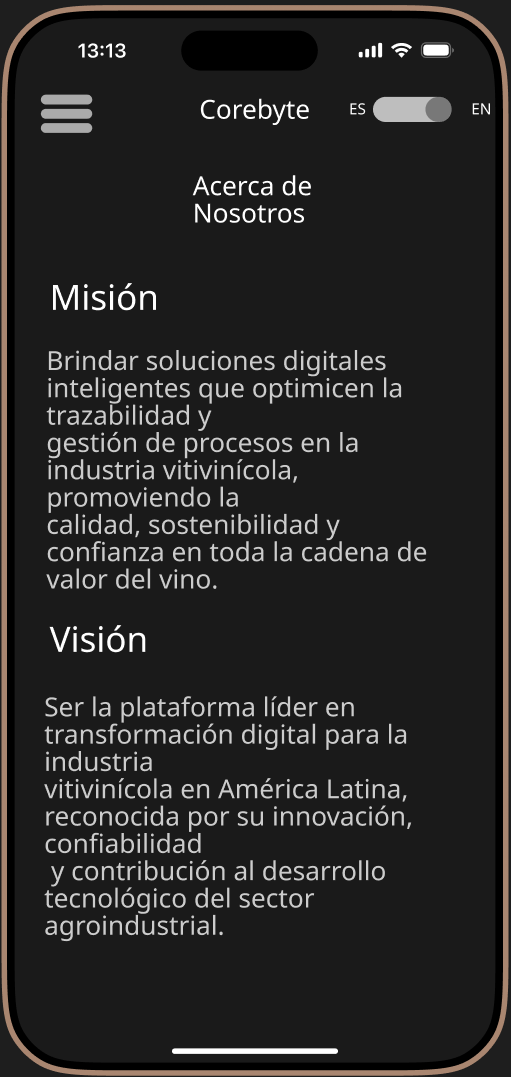 13:13
Corebyte
ES
EN
Acerca de
Nosotros
Misión
Brindar soluciones digitales
inteligentes que optimicen la
trazabilidad y
gestión de procesos en la
industria vitivinícola,
promoviendo la
calidad, sostenibilidad y
confianza en toda la cadena de
valor del vino.
Visión
Ser la plataforma líder en
transformación digital para la
industria
vitivinícola en América Latina,
reconocida por su innovación,
confiabilidad
y contribución al desarrollo
tecnológico del sector
agroindustrial.